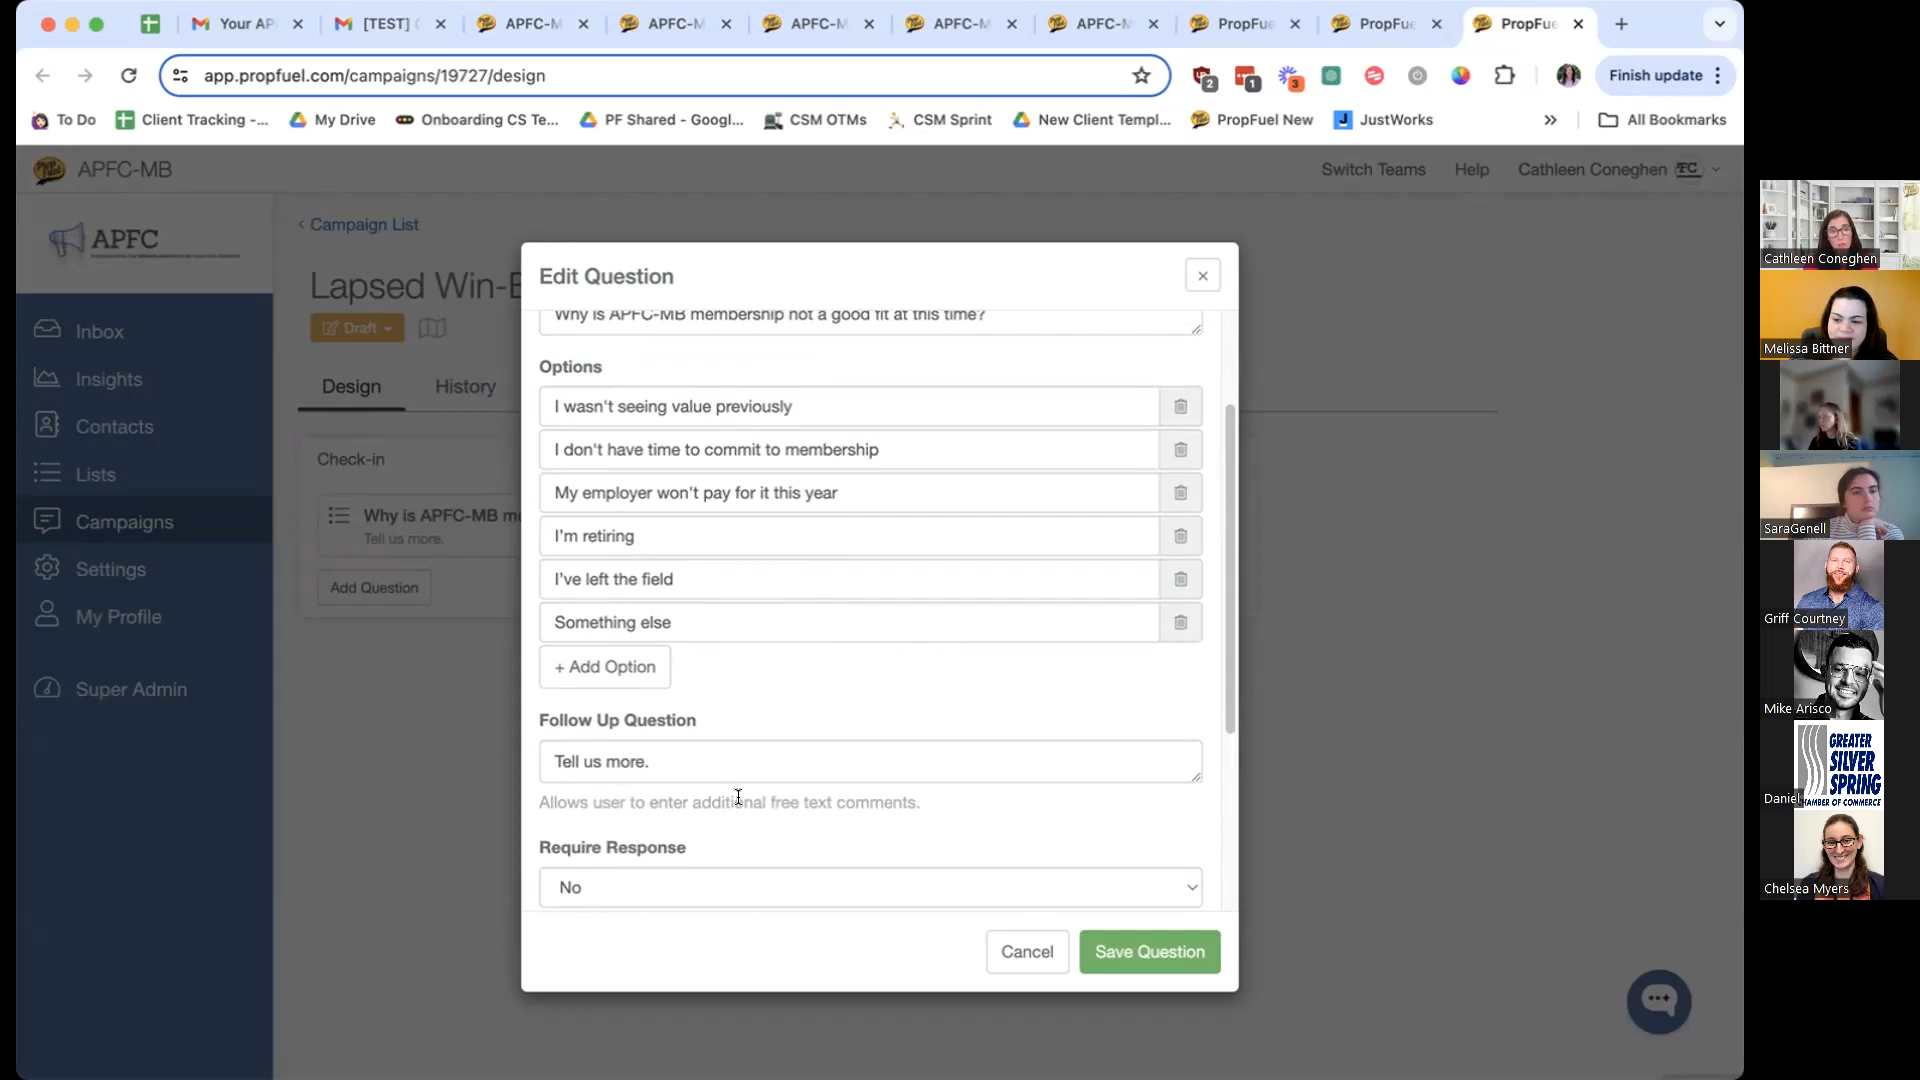 Your AP
[TEST] C
APFC-M
APFC-M
APFC-M
APFC-M
APFC-M
PropFue
PropFue
PropFue
app.propfuel.com/campaigns/19727/design
2
1
3
Finish update
To Do
Client Tracking -...
My Drive
Onboarding CS Te...
PF Shared - Googl...
CSM OTMs
CSM Sprint
New Client Templ...
PropFuel New
JustWorks
All Bookmarks
APFC-MB
Switch Teams
Help
Cathleen Coneghen
FC
APFC
Inbox
Insights
Contacts
Lists
Campaigns
Settings
My Profile
Super Admin
Campaign List
Lapsed Win-B
Draft
Design
History
Check-in
Why is APFC-MB m
Tell us more.
Add Question
Edit Question
Why is APFC-MB membership not a good fit at this time?
Options
I wasn't seeing value previously
I don't have time to commit to membership
My employer won't pay for it this year
I'm retiring
I've left the field
Something else
+ Add Option
Follow Up Question
Tell us more.
Allows user to enter additional free text comments.
Require Response
No
Cancel
Save Question
Cathleen Coneghen
Melissa Bittner
SaraGenell
Griff Courtney
Mike Arisco
GREATER
SILVER
SPRING
CHAMBER OF COMMERCE
Daniel
Chelsea Myers